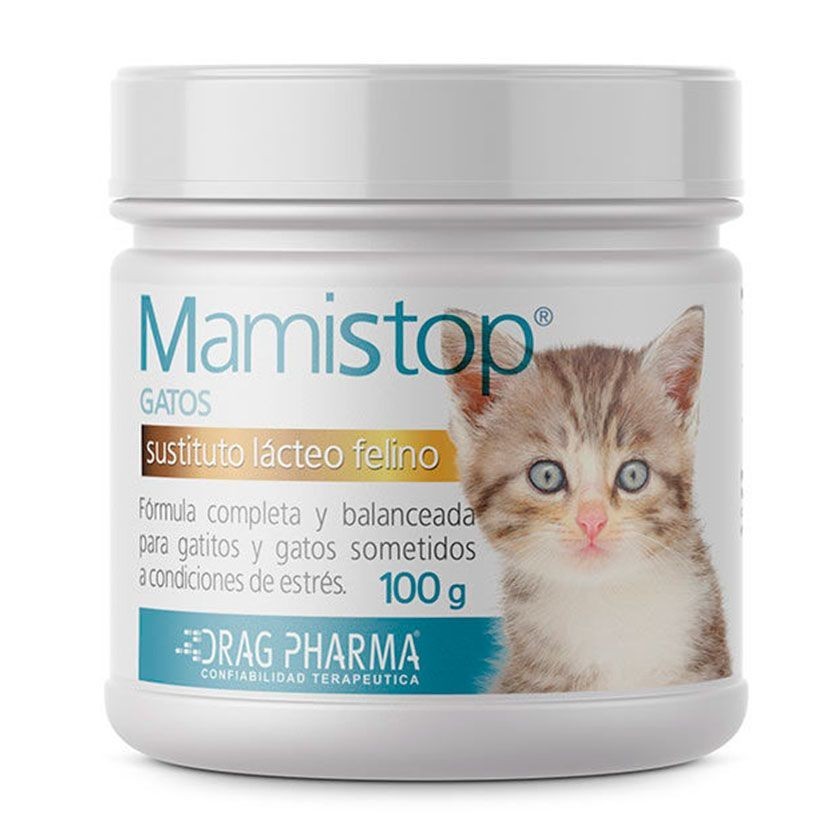 Mamistop®
GATOS
sustituto lácteo felino
Fórmula completa y balanceada
para gatitos y gatos sometidos
a condiciones de estrés. 100 g
DRAG PHARMA®
CONFIABILIDAD TERAPEUTICA